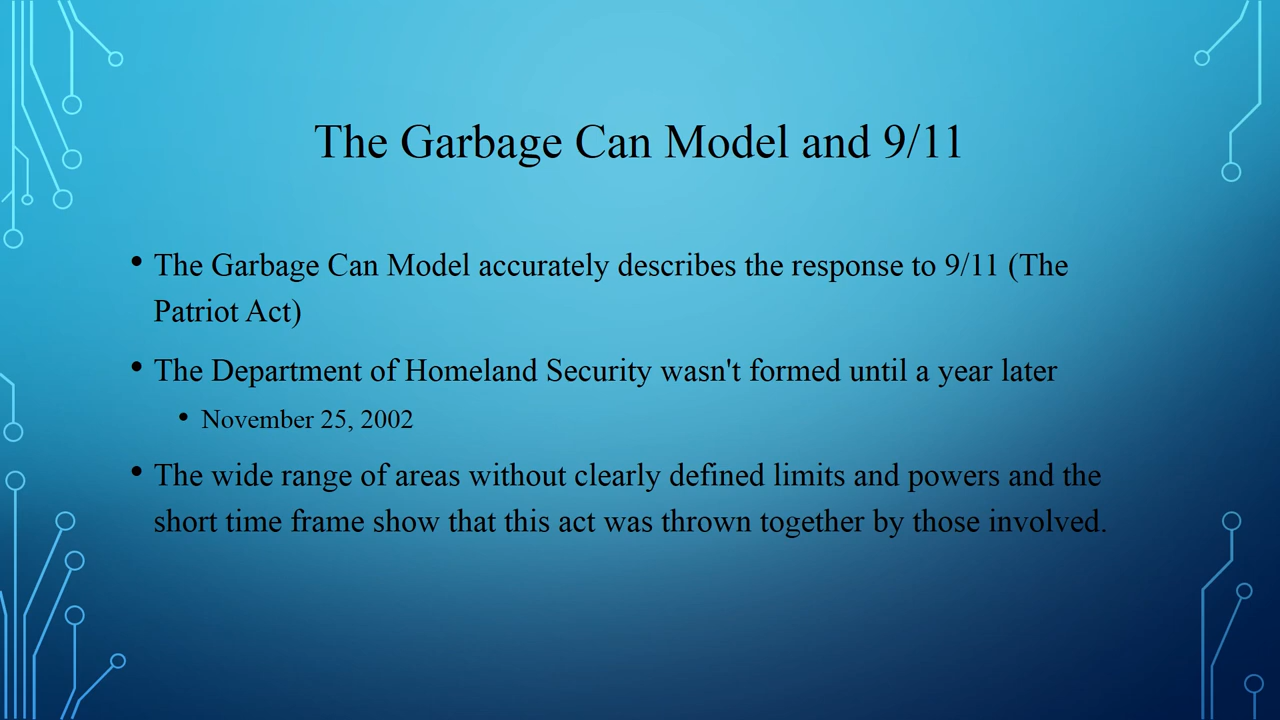 The Garbage Can Model and 9/11
• The Garbage Can Model accurately describes the response to 9/11 (The
Patriot Act)
• The Department of Homeland Security wasn't formed until a year later
• November 25, 2002
• The wide range of areas without clearly defined limits and powers and the
short time frame show that this act was thrown together by those involved.